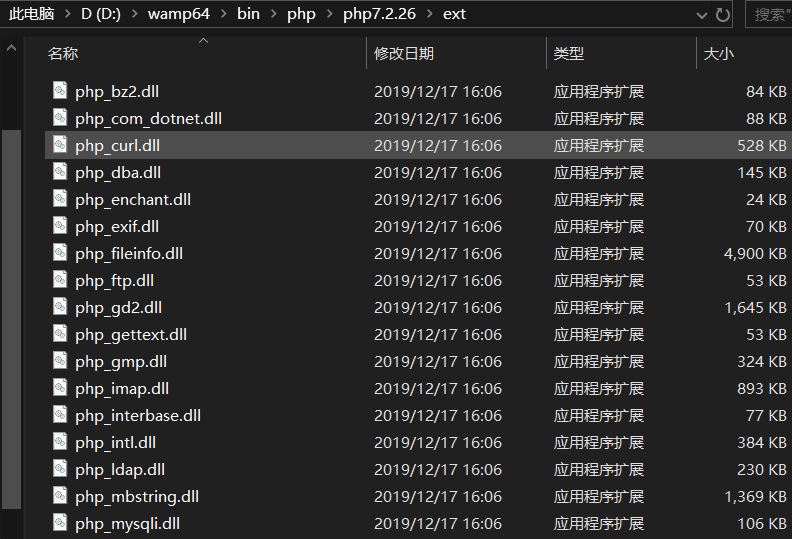 此电脑 > D (D:) > wamp64 > bin > php > php7.2.26 > ext 搜索"
名称 修改日期 类型 大小
php_bz2.dll 2019/12/17 16:06 应用程序扩展 84 KB
php_com_dotnet.dll 2019/12/17 16:06 应用程序扩展 88 KB
php_curl.dll 2019/12/17 16:06 应用程序扩展 528 KB
php_dba.dll 2019/12/17 16:06 应用程序扩展 145 KB
php_enchant.dll 2019/12/17 16:06 应用程序扩展 24 KB
php_exif.dll 2019/12/17 16:06 应用程序扩展 70 KB
php_fileinfo.dll 2019/12/17 16:06 应用程序扩展 4,900 KB
php_ftp.dll 2019/12/17 16:06 应用程序扩展 53 KB
php_gd2.dll 2019/12/17 16:06 应用程序扩展 1,645 KB
php_gettext.dll 2019/12/17 16:06 应用程序扩展 53 KB
php_gmp.dll 2019/12/17 16:06 应用程序扩展 324 KB
php_imap.dll 2019/12/17 16:06 应用程序扩展 893 KB
php_interbase.dll 2019/12/17 16:06 应用程序扩展 77 KB
php_intl.dll 2019/12/17 16:06 应用程序扩展 384 KB
php_ldap.dll 2019/12/17 16:06 应用程序扩展 230 KB
php_mbstring.dll 2019/12/17 16:06 应用程序扩展 1,369 KB
php_mysqli.dll 2019/12/17 16:06 应用程序扩展 106 KB